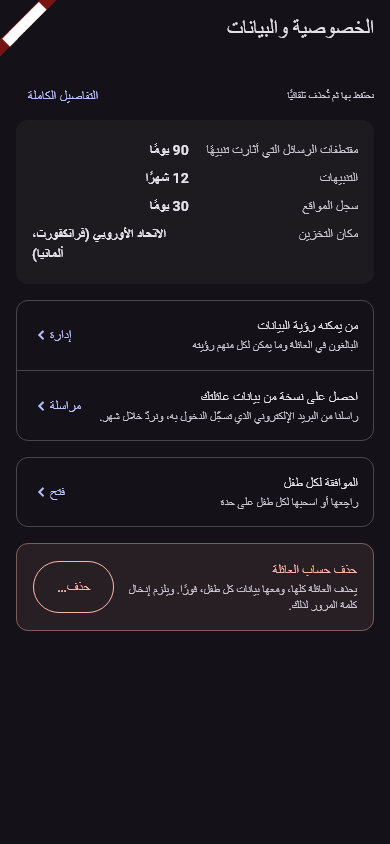 الخصوصية والبيانات
نحتفظ بها ثم تُحذف تلقائيًا
التفاصيل الكاملة
مقتطفات الرسائل التي أثارت تنبيهًا 90 يومًا
التنبيهات 12 شهرًا
سجل المواقع 30 يومًا
مكان التخزين الاتحاد الأوروبي (فرانكفورت،
ألمانيا)
من يمكنه رؤية البيانات
البالغون في العائلة وما يمكن لكل منهم رؤيته
إدارة
احصل على نسخة من بيانات عائلتك
راسلنا من البريد الإلكتروني الذي تسجّل الدخول به، ونردّ خلال شهر.
مراسلة
الموافقة لكل طفل
راجعها أو اسحبها لكل طفل على حدة
فتح
حذف حساب العائلة
يحذف العائلة كلها، ومعها بيانات كل طفل، فورًا. ويلزم إدخال
كلمة المرور لذلك.
حذف...